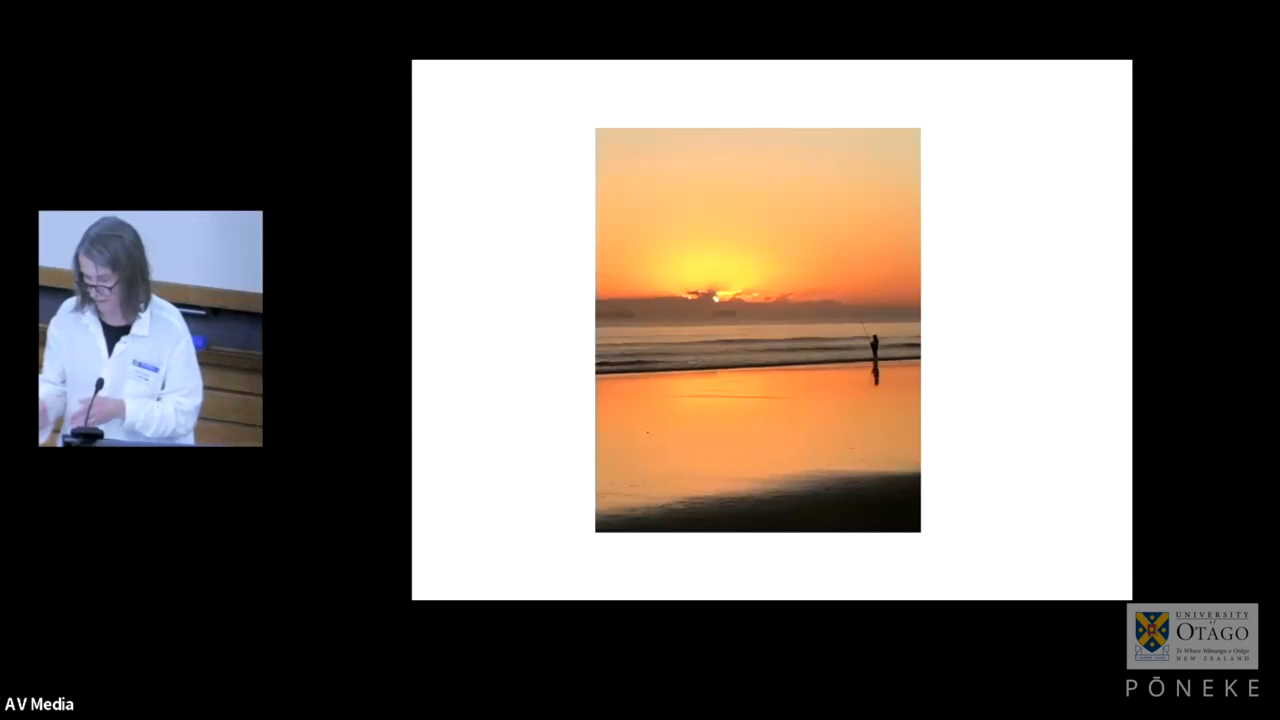 UNIVERSITY
of
OTAGO
Te Whare Wānanga o Otāgo
NEW ZEALAND
PŌNEKE
AV Media